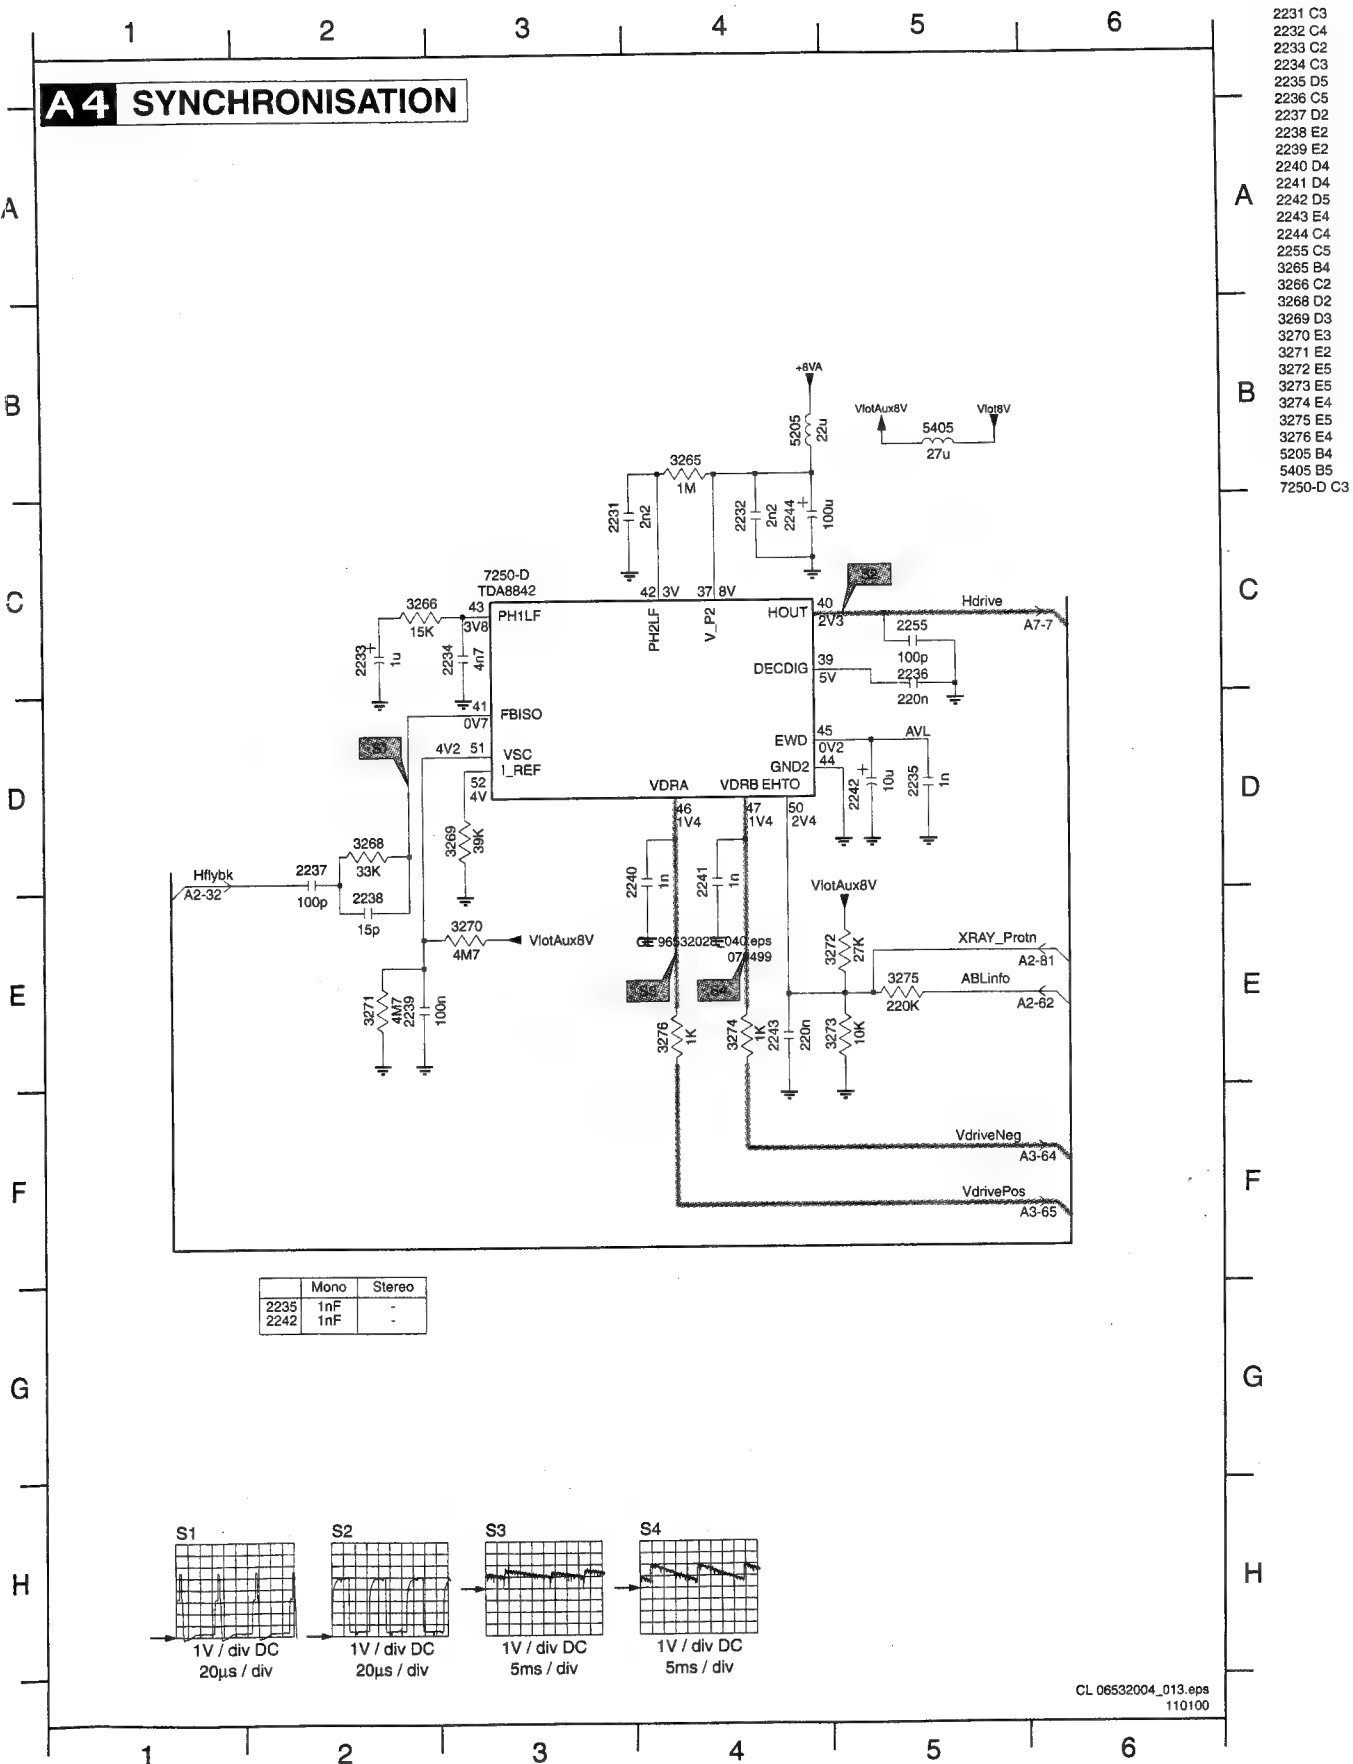 1 2 3 4 5 6
A4 SYNCHRONISATION
2231 C3
2232 C4
2233 C2
2234 C3
2235 D5
2236 C5
2237 D2
2238 E2
2239 E2
2240 D4
2241 D4
2242 D5
2243 E4
2244 C4
2255 C5
3265 B4
3266 C2
3268 D2
3269 D3
3270 E3
3271 E2
3272 E5
3273 E5
3274 E4
3275 E5
3276 E4
5205 B4
5405 B5
7250-D C3
A A
B B
C C
D D
E E
F F
G G
H H
+8VA
5205
22u
VlotAux8V
Vlot8V
5405
27u
3265
1M
2231
2n2
2232
2n2
2244
+
100u
7250-D
TDA8842
42 3V
37 8V
PH2LF
V_P2
3266
15K
43
3V8
PH1LF
2233
+
1u
2234
4n7
HOUT
40
2V3
Hdrive
A7-7
2255
100p
DECDIG
39
5V
2236
220n
41
0V7
FBISO
4V2 51
VSC
I_REF
52
4V
EWD
45
0V2
AVL
GND2
44
2242
+
10u
2235
1n
VDRA
VDRB EHTO
46
1V4
47
1V4
50
2V4
3269
39K
3268
33K
Hflybk
A2-32
2237
100p
2238
15p
2240
1n
2241
1n
3270
4M7
VlotAux8V
VlotAux8V
3272
27K
XRAY_Protn
A2-81
3275
220K
ABLinfo
A2-62
S3
S4
3271
4M7
2239
100n
3276
1K
3274
1K
2243
220n
3273
10K
VdriveNeg
A3-64
VdrivePos
A3-65
Mono Stereo
2235 1nF -
2242 1nF -
S1
1V / div DC
20µs / div
S2
1V / div DC
20µs / div
S3
1V / div DC
5ms / div
S4
1V / div DC
5ms / div
CL 06532004_013.eps
110100
1 2 3 4 5 6